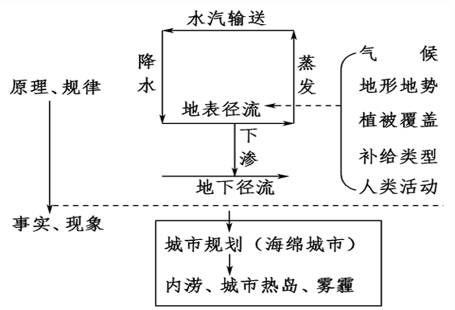 水汽输送
降水
蒸发
原理、规律
地表径流
下渗
地下径流
气候
地形地势
植被覆盖
补给类型
人类活动
事实、现象
城市规划（海绵城市）
内涝、城市热岛、雾霾